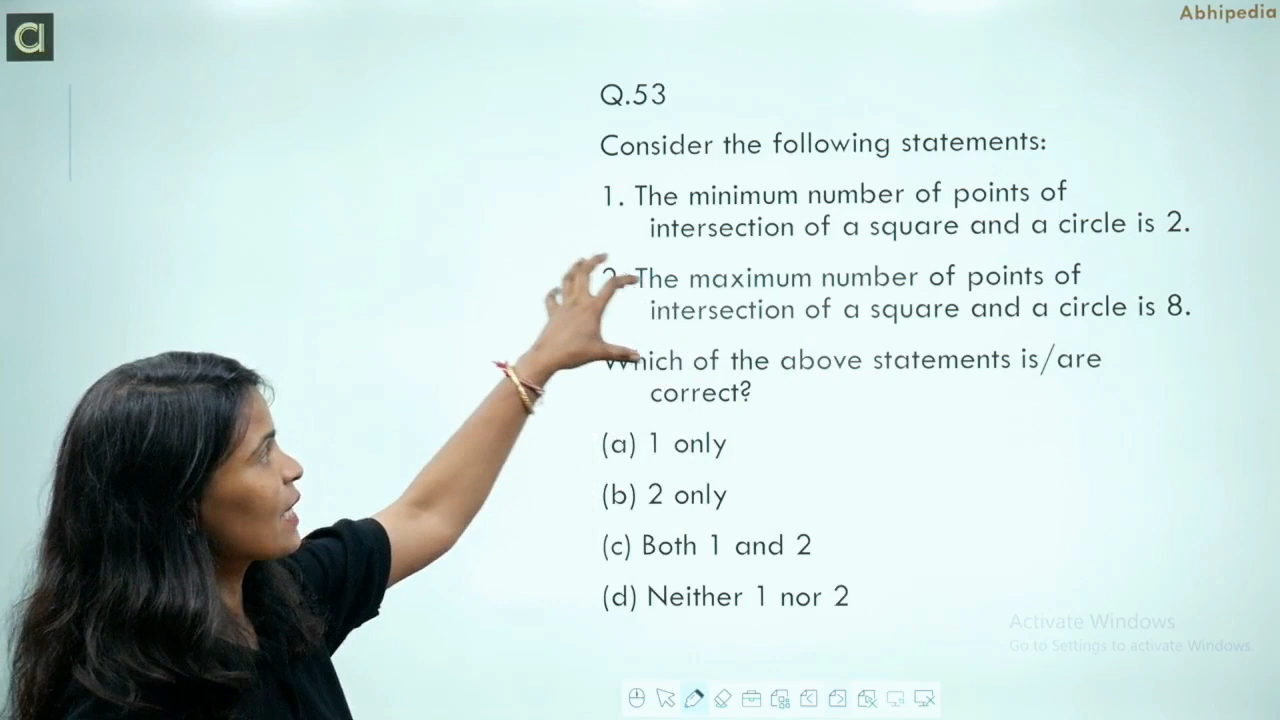 Abhipedia
Q.53
Consider the following statements:
1. The minimum number of points of
intersection of a square and a circle is 2.
The maximum number of points of
intersection of a square and a circle is 8.
Which of the above statements is/are
correct?
(a) 1 only
(b) 2 only
(c) Both 1 and 2
(d) Neither 1 nor 2
Activate Windows
Go to Settings to activate Windows.